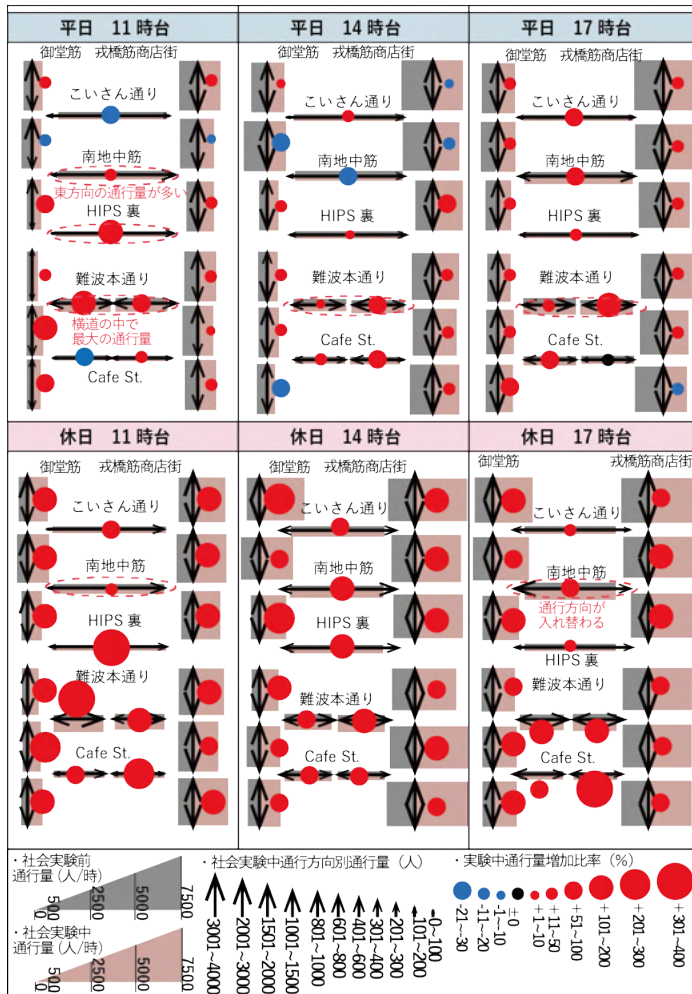 平日 11 時台
平日 14 時台
平日 17 時台
御堂筋 戎橋筋商店街
こいさん通り
南地中筋
東方向の通行量が多い
HIPS 裏
難波本通り
横道の中で
最大の通行量
Cafe St.
御堂筋 戎橋筋商店街
こいさん通り
南地中筋
HIPS 裏
難波本通り
Cafe St.
御堂筋 戎橋筋商店街
こいさん通り
南地中筋
HIPS 裏
難波本通り
Cafe St.
休日 11 時台
休日 14 時台
休日 17 時台
御堂筋 戎橋筋商店街
こいさん通り
南地中筋
HIPS 裏
難波本通り
Cafe St.
御堂筋 戎橋筋商店街
こいさん通り
南地中筋
HIPS 裏
難波本通り
Cafe St.
御堂筋 戎橋筋商店街
こいさん通り
南地中筋
通行方向が
入れ替わる
HIPS 裏
難波本通り
Cafe St.
・社会実験前
通行量(人/時)
0
500
2500
5000
7500
・社会実験中
通行量(人/時)
0
500
2500
5000
7500
・社会実験中通行方向別通行量(人)
3001~4000
2001~3000
1501~2000
1001~1500
801~1000
601~800
401~600
301~400
201~300
101~200
0~100
・実験中通行量増加比率(%)
-21~-30
-11~-20
-1~-10
±0
+1~10
+11~50
+51~100
+101~200
+201~300
+301~400